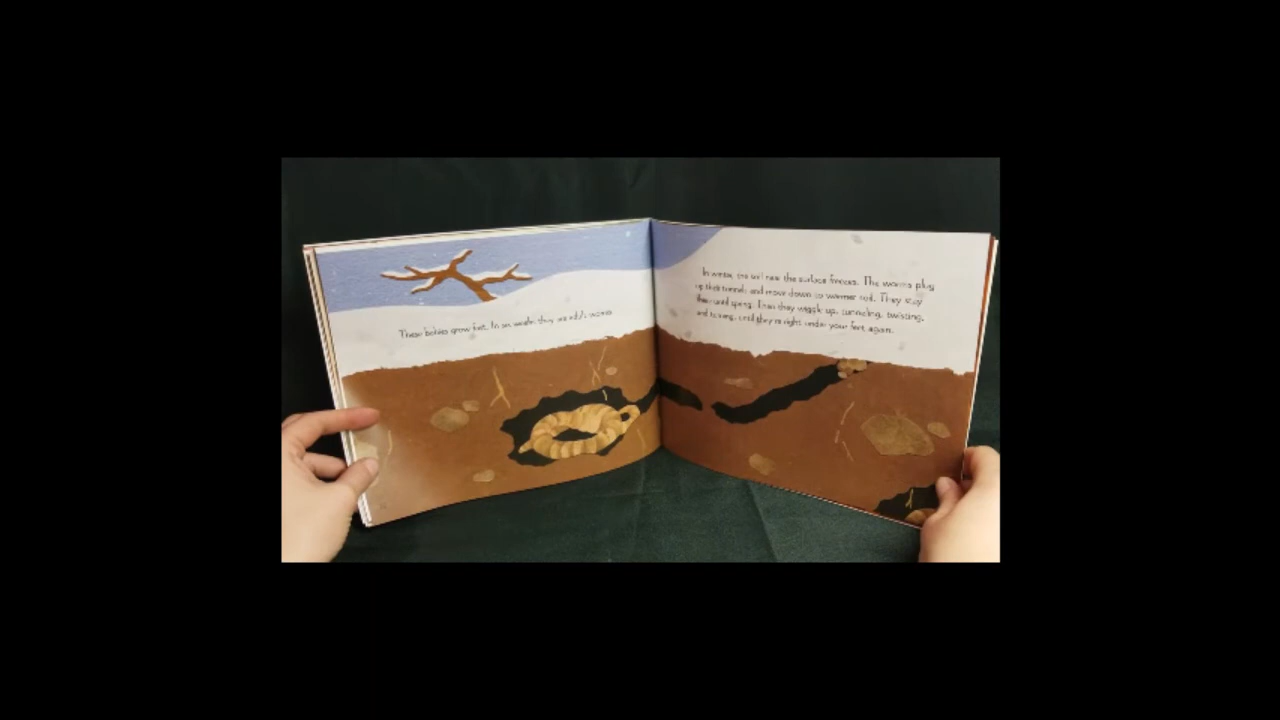 These babies grow fast. In six weeks they are adult worms.
In winter, the soil near the surface freezes. The worms plug
up their tunnels and move down to warmer soil. They stay
there until spring. Then they wiggle up, tunneling, twisting,
and turning, until they're right under your feet again.